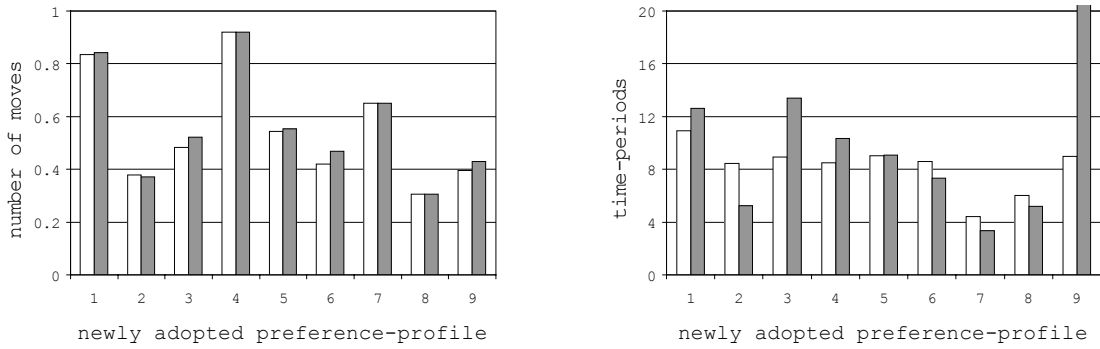 number of moves
1
0.8
0.6
0.4
0.2
0
1 2 3 4 5 6 7 8 9
newly adopted preference-profile
time-periods
20
16
12
8
4
0
1 2 3 4 5 6 7 8 9
newly adopted preference-profile